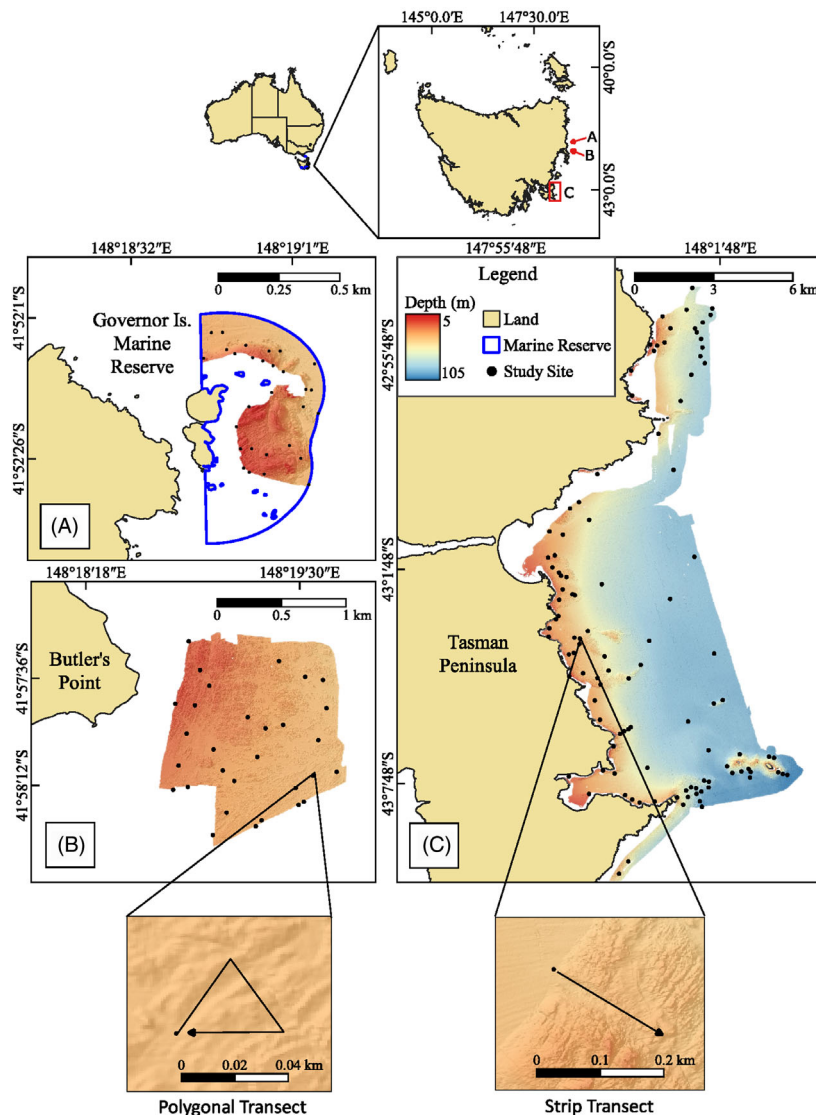 145°0.0'E
147°30.0'E
40°0.0'S
43°0.0'S
A
B
C
148°18'32"E
148°19'1"E
0
0.25
0.5 km
41°52'1"S
41°52'26"S
Governor Is.
Marine
Reserve
(A)
148°18'18"E
148°19'30"E
0
0.5
1 km
41°57'36"S
41°58'12"S
Butler's
Point
(B)
147°55'48"E
148°1'48"E
Legend
Depth (m)
5
105
Land
Marine Reserve
Study Site
0
3
6 km
42°55'48"S
43°1'48"S
43°7'48"S
Tasman
Peninsula
(C)
0
0.02
0.04 km
Polygonal Transect
0
0.1
0.2 km
Strip Transect